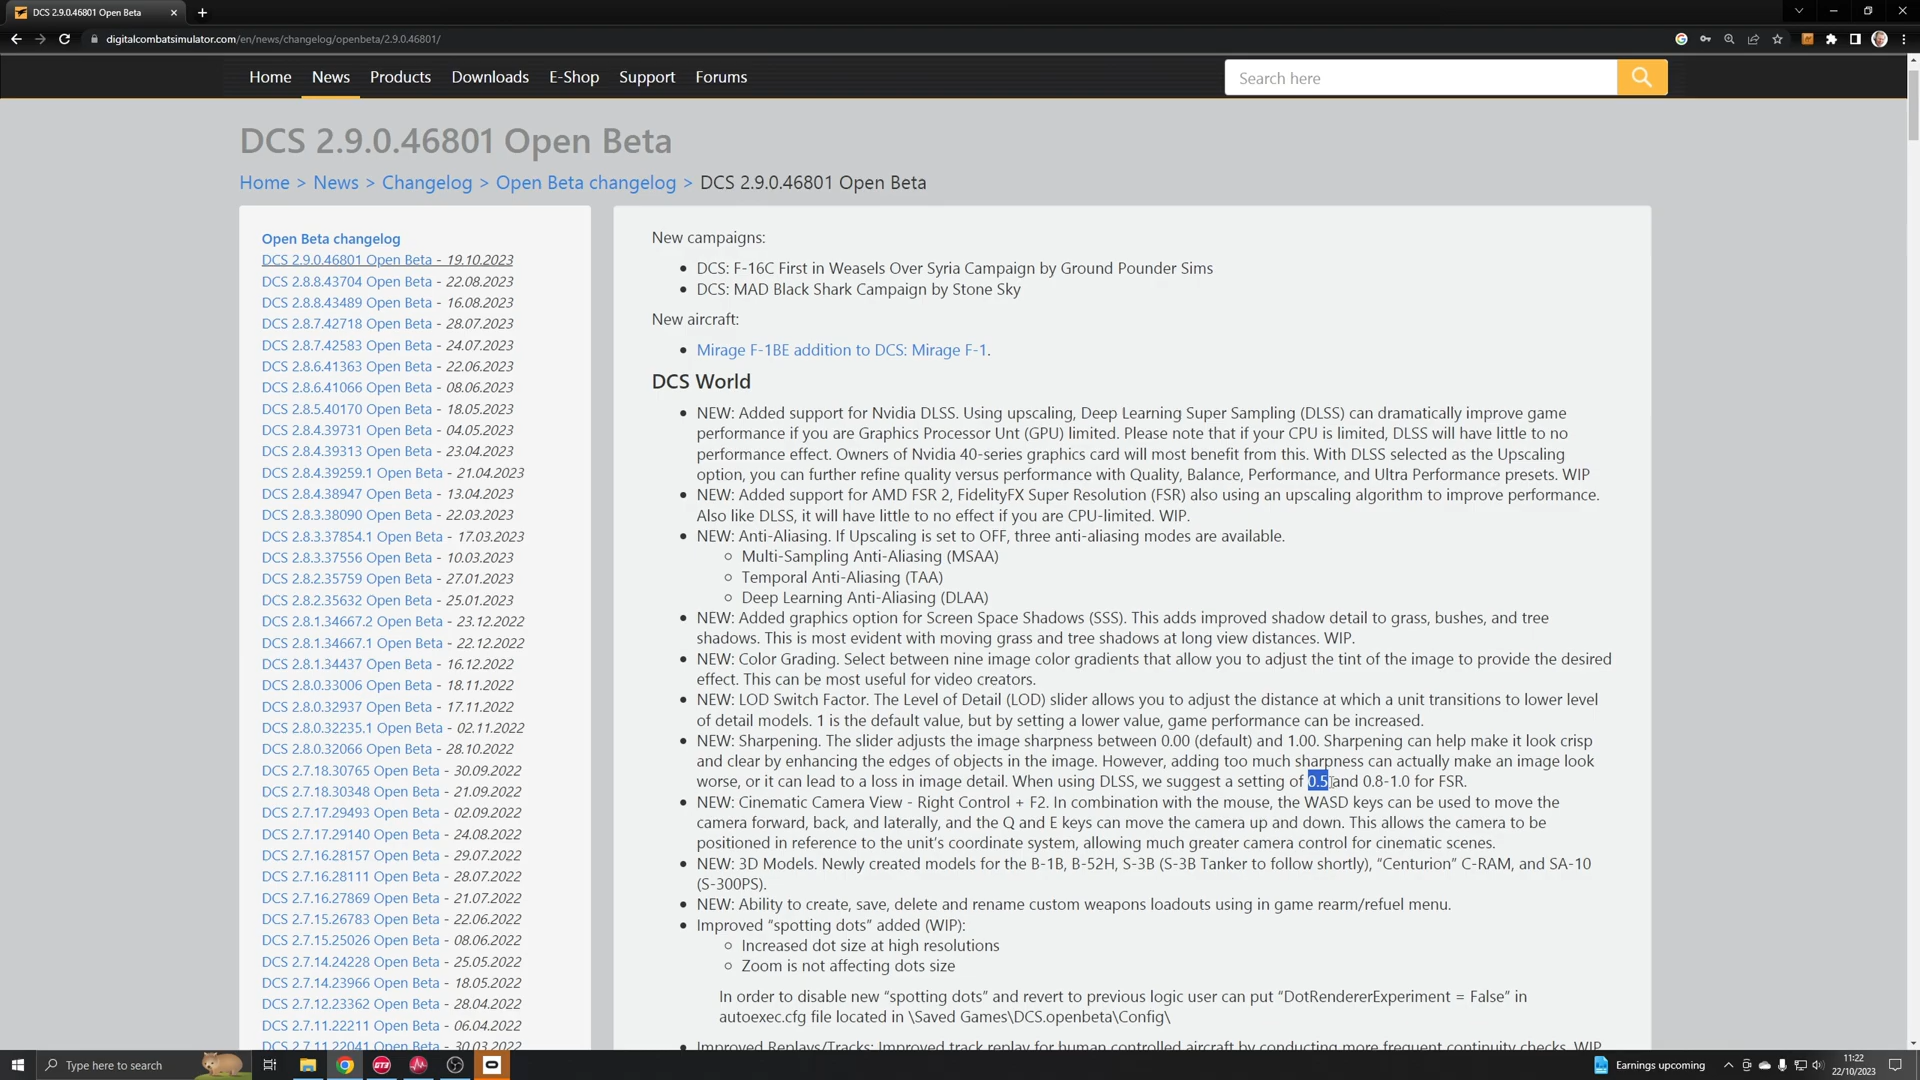 DCS 2.9.0.46801 Open Beta
digitalcombatsimulator.com/en/news/changelog/openbeta/2.9.0.46801/
Home News Products Downloads E-Shop Support Forums
Search here
DCS 2.9.0.46801 Open Beta
Home > News > Changelog > Open Beta changelog > DCS 2.9.0.46801 Open Beta
Open Beta changelog
DCS 2.9.0.46801 Open Beta - 19.10.2023
DCS 2.8.8.43704 Open Beta - 22.08.2023
DCS 2.8.8.43489 Open Beta - 16.08.2023
DCS 2.8.7.42718 Open Beta - 28.07.2023
DCS 2.8.7.42583 Open Beta - 24.07.2023
DCS 2.8.6.41363 Open Beta - 22.06.2023
DCS 2.8.6.41066 Open Beta - 08.06.2023
DCS 2.8.5.40170 Open Beta - 18.05.2023
DCS 2.8.4.39731 Open Beta - 04.05.2023
DCS 2.8.4.39313 Open Beta - 23.04.2023
DCS 2.8.4.39259.1 Open Beta - 21.04.2023
DCS 2.8.4.38947 Open Beta - 13.04.2023
DCS 2.8.3.38090 Open Beta - 22.03.2023
DCS 2.8.3.37854.1 Open Beta - 17.03.2023
DCS 2.8.3.37556 Open Beta - 10.03.2023
DCS 2.8.2.35759 Open Beta - 27.01.2023
DCS 2.8.2.35632 Open Beta - 25.01.2023
DCS 2.8.1.34667.2 Open Beta - 23.12.2022
DCS 2.8.1.34667.1 Open Beta - 22.12.2022
DCS 2.8.1.34437 Open Beta - 16.12.2022
DCS 2.8.0.33006 Open Beta - 18.11.2022
DCS 2.8.0.32937 Open Beta - 17.11.2022
DCS 2.8.0.32235.1 Open Beta - 02.11.2022
DCS 2.8.0.32066 Open Beta - 28.10.2022
DCS 2.7.18.30765 Open Beta - 30.09.2022
DCS 2.7.18.30348 Open Beta - 21.09.2022
DCS 2.7.17.29493 Open Beta - 02.09.2022
DCS 2.7.17.29140 Open Beta - 24.08.2022
DCS 2.7.16.28157 Open Beta - 29.07.2022
DCS 2.7.16.28111 Open Beta - 28.07.2022
DCS 2.7.16.27869 Open Beta - 21.07.2022
DCS 2.7.15.26783 Open Beta - 22.06.2022
DCS 2.7.15.25026 Open Beta - 08.06.2022
DCS 2.7.14.24228 Open Beta - 25.05.2022
DCS 2.7.14.23966 Open Beta - 18.05.2022
DCS 2.7.12.23362 Open Beta - 28.04.2022
DCS 2.7.11.22211 Open Beta - 06.04.2022
DCS 2.7.11.22041 Open Beta - 30.03.2022
New campaigns:
DCS: F-16C First in Weasels Over Syria Campaign by Ground Pounder Sims
DCS: MAD Black Shark Campaign by Stone Sky
New aircraft:
Mirage F-1BE addition to DCS: Mirage F-1.
DCS World
NEW: Added support for Nvidia DLSS. Using upscaling, Deep Learning Super Sampling (DLSS) can dramatically improve game
performance if you are Graphics Processor Unt (GPU) limited. Please note that if your CPU is limited, DLSS will have little to no
performance effect. Owners of Nvidia 40-series graphics card will most benefit from this. With DLSS selected as the Upscaling
option, you can further refine quality versus performance with Quality, Balance, Performance, and Ultra Performance presets. WIP
NEW: Added support for AMD FSR 2, FidelityFX Super Resolution (FSR) also using an upscaling algorithm to improve performance.
Also like DLSS, it will have little to no effect if you are CPU-limited. WIP.
NEW: Anti-Aliasing. If Upscaling is set to OFF, three anti-aliasing modes are available.
Multi-Sampling Anti-Aliasing (MSAA)
Temporal Anti-Aliasing (TAA)
Deep Learning Anti-Aliasing (DLAA)
NEW: Added graphics option for Screen Space Shadows (SSS). This adds improved shadow detail to grass, bushes, and tree
shadows. This is most evident with moving grass and tree shadows at long view distances. WIP.
NEW: Color Grading. Select between nine image color gradients that allow you to adjust the tint of the image to provide the desired
effect. This can be most useful for video creators.
NEW: LOD Switch Factor. The Level of Detail (LOD) slider allows you to adjust the distance at which a unit transitions to lower level
of detail models. 1 is the default value, but by setting a lower value, game performance can be increased.
NEW: Sharpening. The slider adjusts the image sharpness between 0.00 (default) and 1.00. Sharpening can help make it look crisp
and clear by enhancing the edges of objects in the image. However, adding too much sharpness can actually make an image look
worse, or it can lead to a loss in image detail. When using DLSS, we suggest a setting of 0.5 and 0.8-1.0 for FSR.
NEW: Cinematic Camera View - Right Control + F2. In combination with the mouse, the WASD keys can be used to move the
camera forward, back, and laterally, and the Q and E keys can move the camera up and down. This allows the camera to be
positioned in reference to the unit's coordinate system, allowing much greater camera control for cinematic scenes.
NEW: 3D Models. Newly created models for the B-1B, B-52H, S-3B (S-3B Tanker to follow shortly), "Centurion" C-RAM, and SA-10
(S-300PS).
NEW: Ability to create, save, delete and rename custom weapons loadouts using in game rearm/refuel menu.
Improved "spotting dots" added (WIP):
Increased dot size at high resolutions
Zoom is not affecting dots size
In order to disable new "spotting dots" and revert to previous logic user can put "DotRendererExperiment = False" in
autoexec.cfg file located in \Saved Games\DCS.openbeta\Config\
Improved Replays/Tracks: Improved track replay for human controlled aircraft by conducting more frequent continuity checks. WIP
Type here to search
Earnings upcoming
11:22
22/10/2023